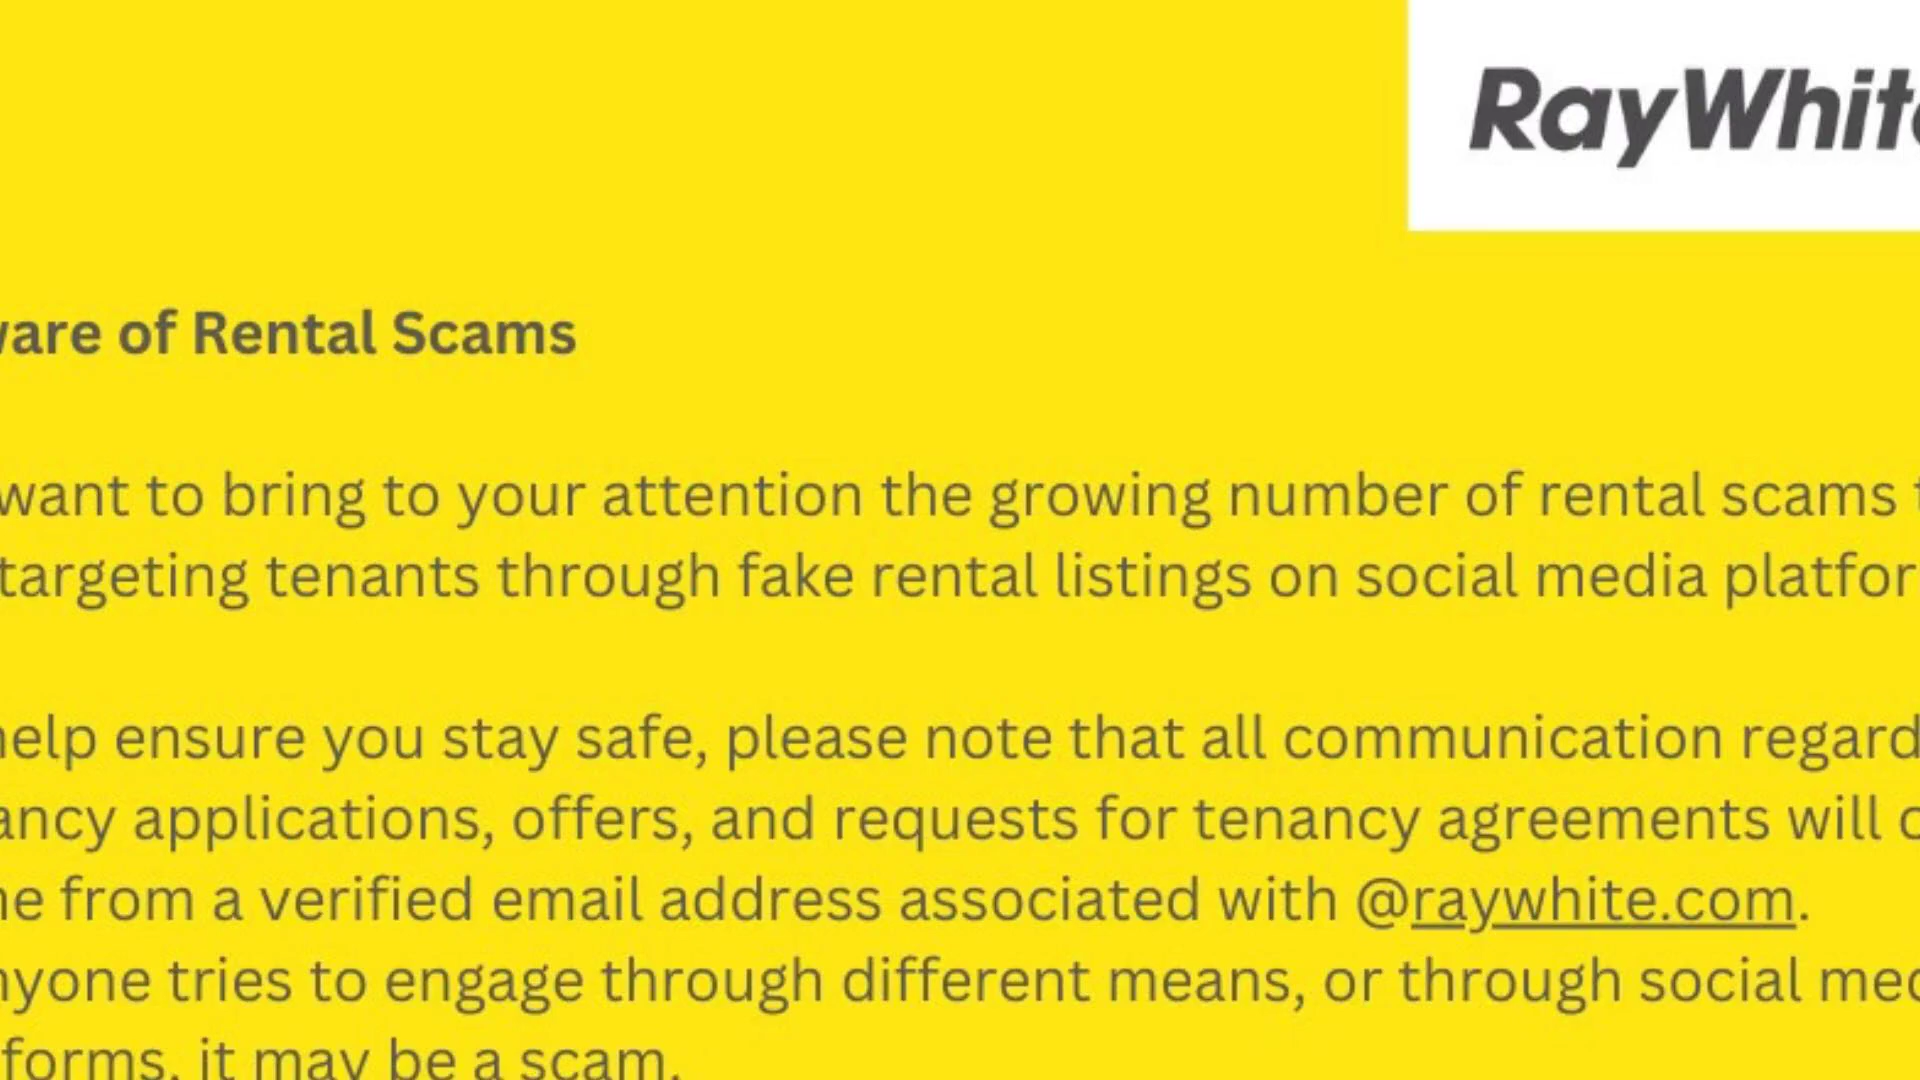 RayWhite
ware of Rental Scams
want to bring to your attention the growing number of rental scams
targeting tenants through fake rental listings on social media platfor
help ensure you stay safe, please note that all communication regard
ancy applications, offers, and requests for tenancy agreements will
me from a verified email address associated with @raywhite.com.
nyone tries to engage through different means, or through social med
forms, it may be a scam.